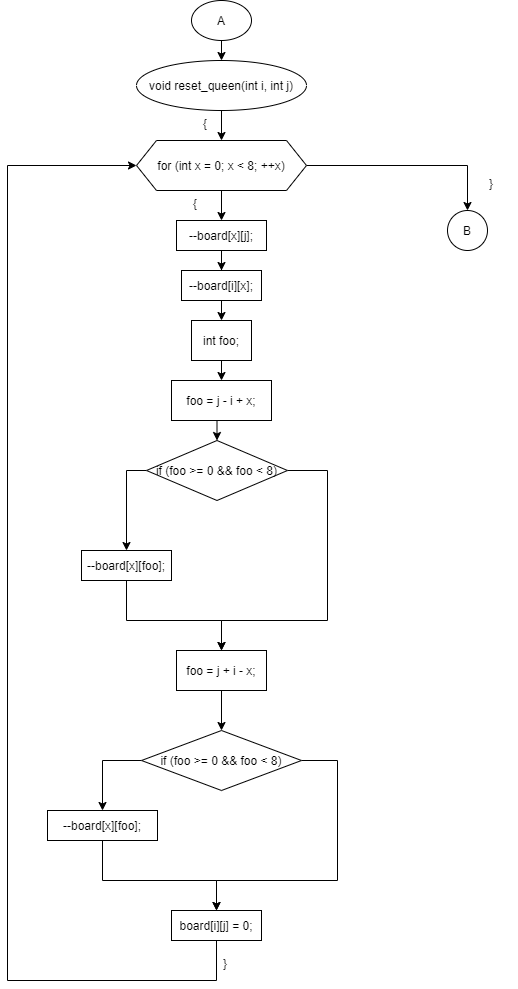 A
void reset_queen(int i, int j)
{
for (int x = 0; x < 8; ++x)
}
{
B
--board[x][j];
--board[i][x];
int foo;
foo = j - i + x;
if (foo >= 0 && foo < 8)
--board[x][foo];
foo = j + i - x;
if (foo >= 0 && foo < 8)
--board[x][foo];
board[i][j] = 0;
}